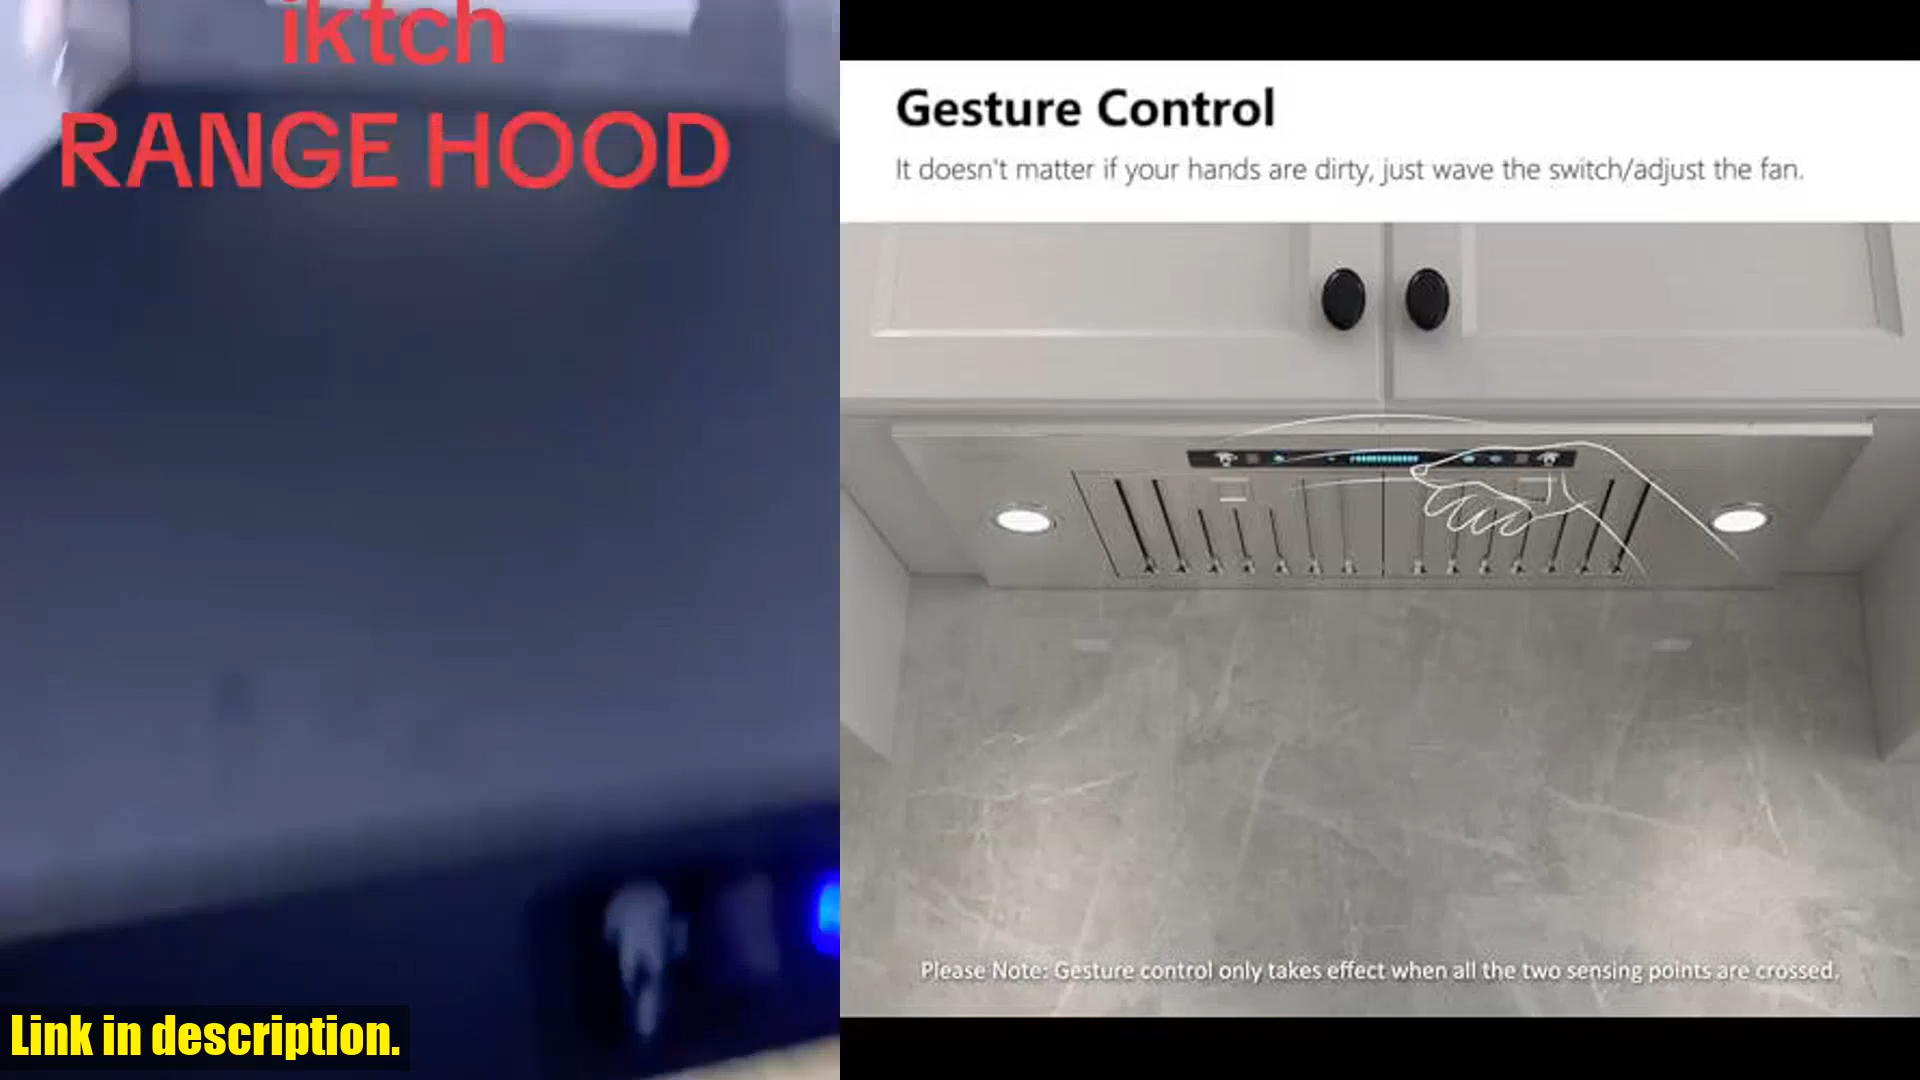 iktch
RANGE HOOD
Link in description.
Gesture Control
It doesn't matter if your hands are dirty, just wave the switch/adjust the fan.
Please Note: Gesture control only takes effect when all the two sensing points are crossed.